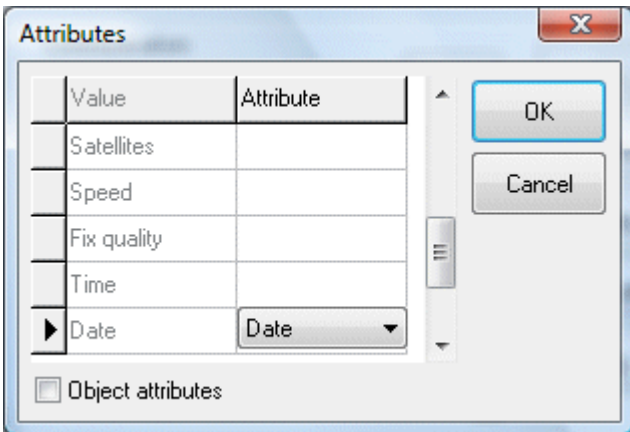 Attributes
Value Attribute
OK
Satellites
Speed
Cancel
Fix quality
Time
Date Date
Object attributes